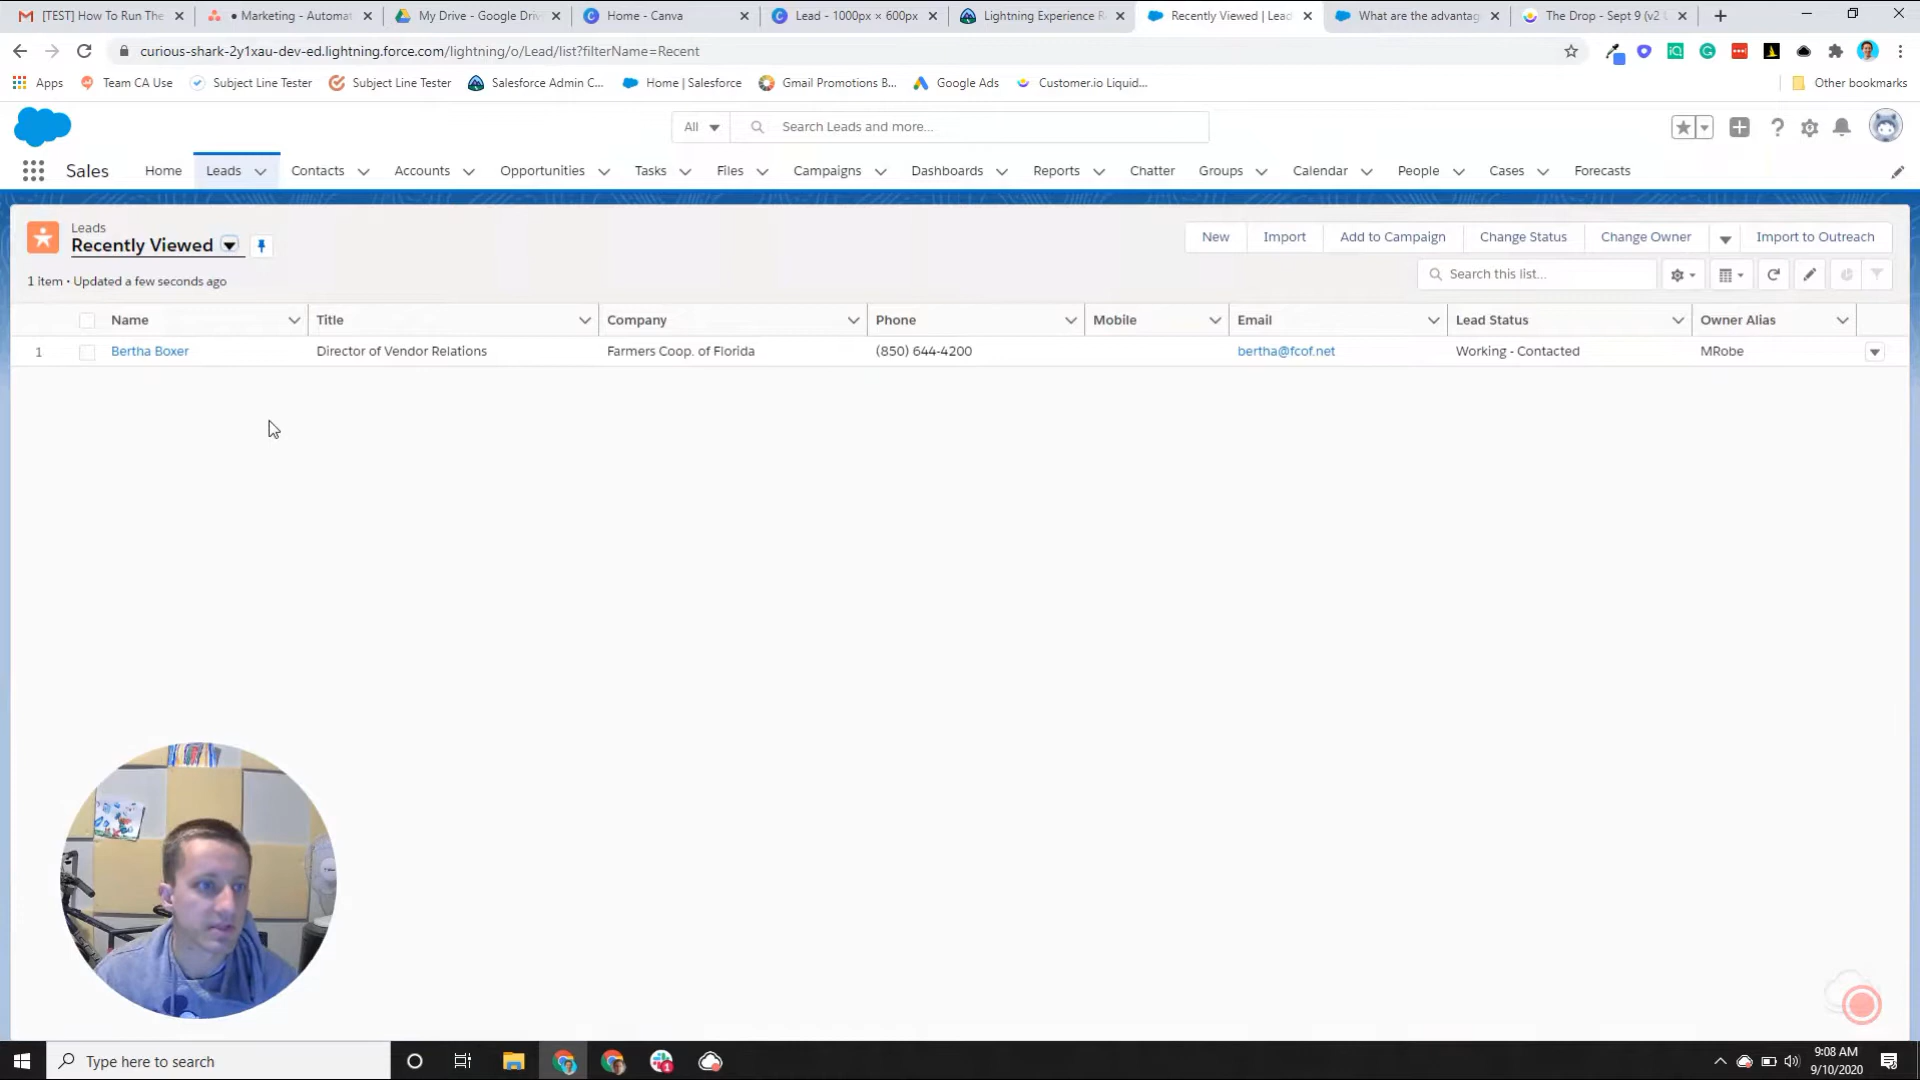 [TEST] How To Run The
• Marketing - Automat
My Drive - Google Driv
Home - Canva
Lead - 1000px × 600px
Lightning Experience R
Recently Viewed | Lead
What are the advantag
The Drop - Sept 9 (v2
curious-shark-2y1xau-dev-ed.lightning.force.com/lightning/o/Lead/list?filterName=Recent
Apps
Team CA Use
Subject Line Tester
Subject Line Tester
Salesforce Admin C...
Home | Salesforce
Gmail Promotions B...
Google Ads
Customer.io Liquid...
Other bookmarks
All
Search Leads and more...
Sales
Home
Leads
Contacts
Accounts
Opportunities
Tasks
Files
Campaigns
Dashboards
Reports
Chatter
Groups
Calendar
People
Cases
Forecasts
Leads
Recently Viewed
New
Import
Add to Campaign
Change Status
Change Owner
Import to Outreach
1 item • Updated a few seconds ago
Search this list...
Name
Title
Company
Phone
Mobile
Email
Lead Status
Owner Alias
1
Bertha Boxer
Director of Vendor Relations
Farmers Coop. of Florida
(850) 644-4200
bertha@fcof.net
Working - Contacted
MRobe
Type here to search
9:08 AM
9/10/2020